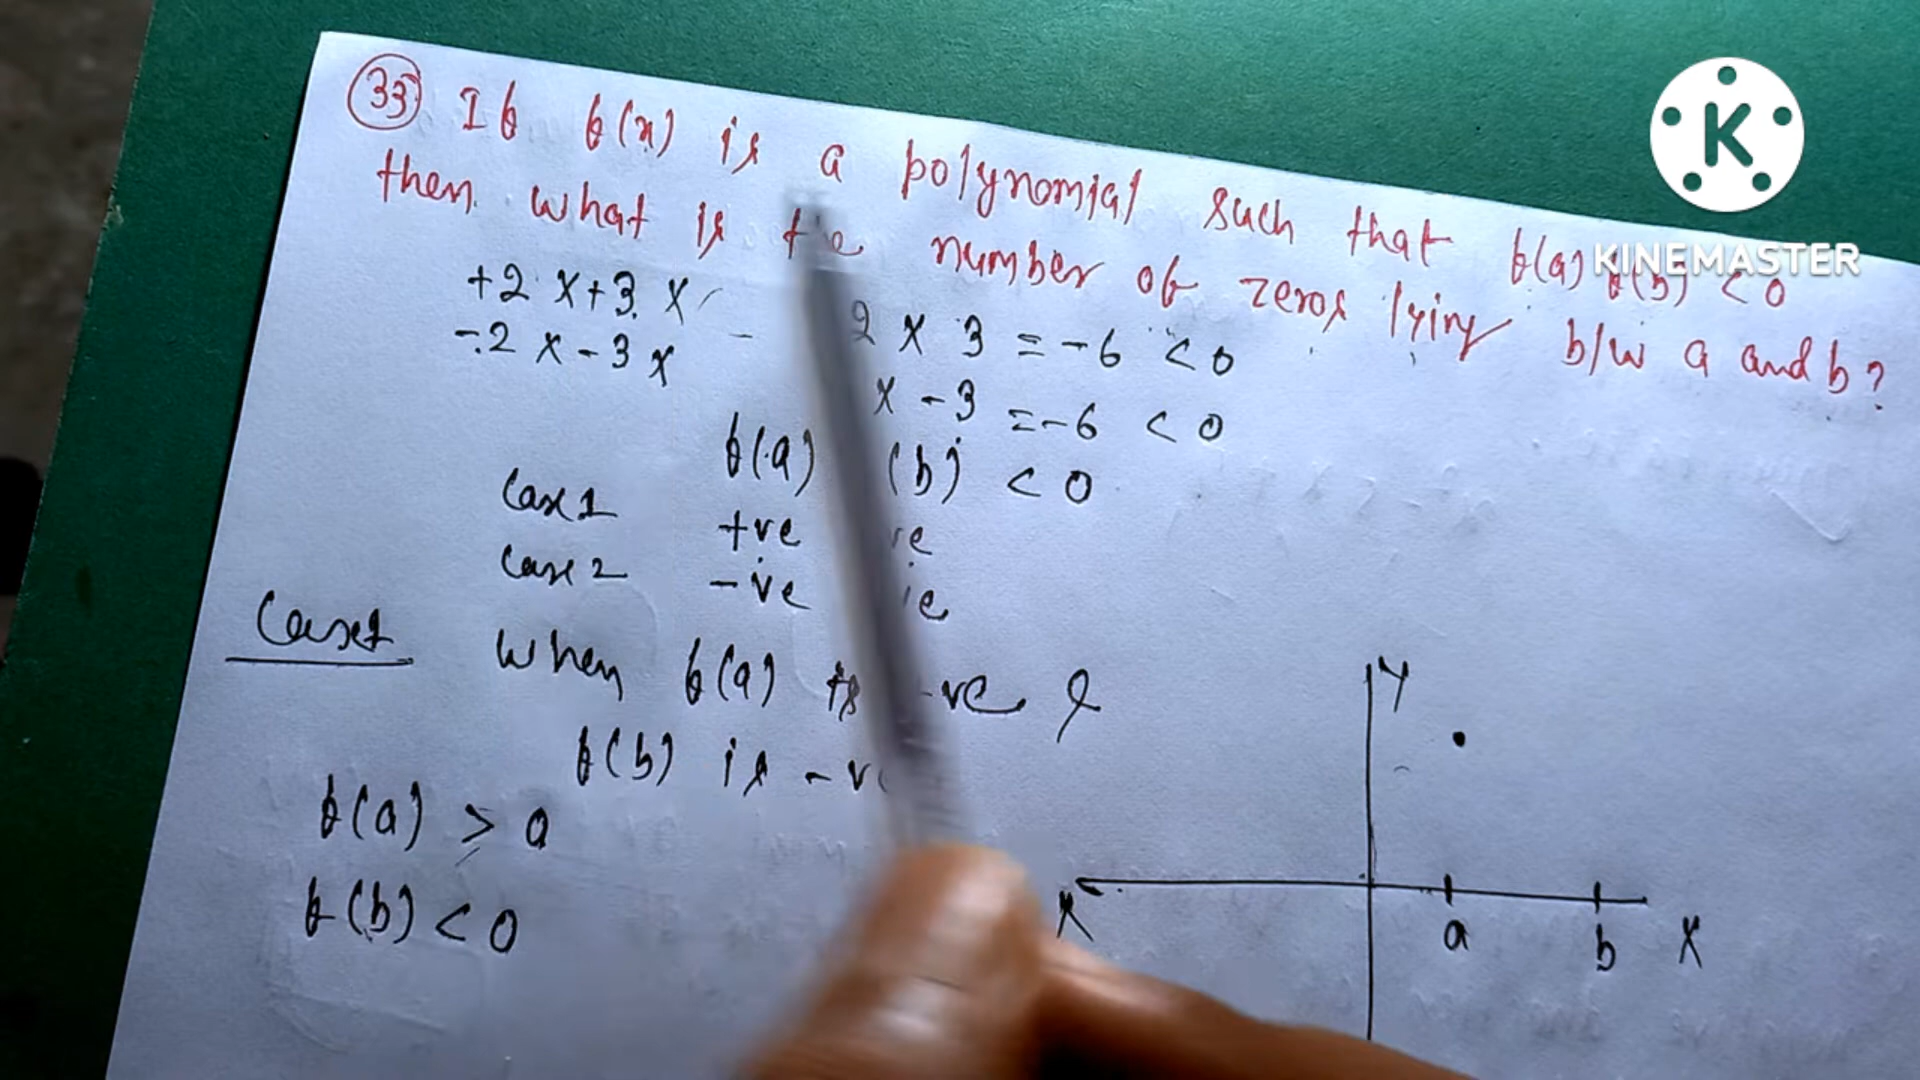 33 If f(x) is a polynomial such that f(a) f(b) < 0
then what is the number of zeros lying b/w a and b?
+2 x +3 x 2 x 3 = -6 < 0
-2 x -3 x x -3 = -6 < 0
f(a) (b) < 0
Case 1 +ve ve
Case 2 -ve
Case1 When f(a) is ve &
f(b) is -ve
f(a) > 0
f(b) < 0
Y
X a b X
K
KINEMASTER